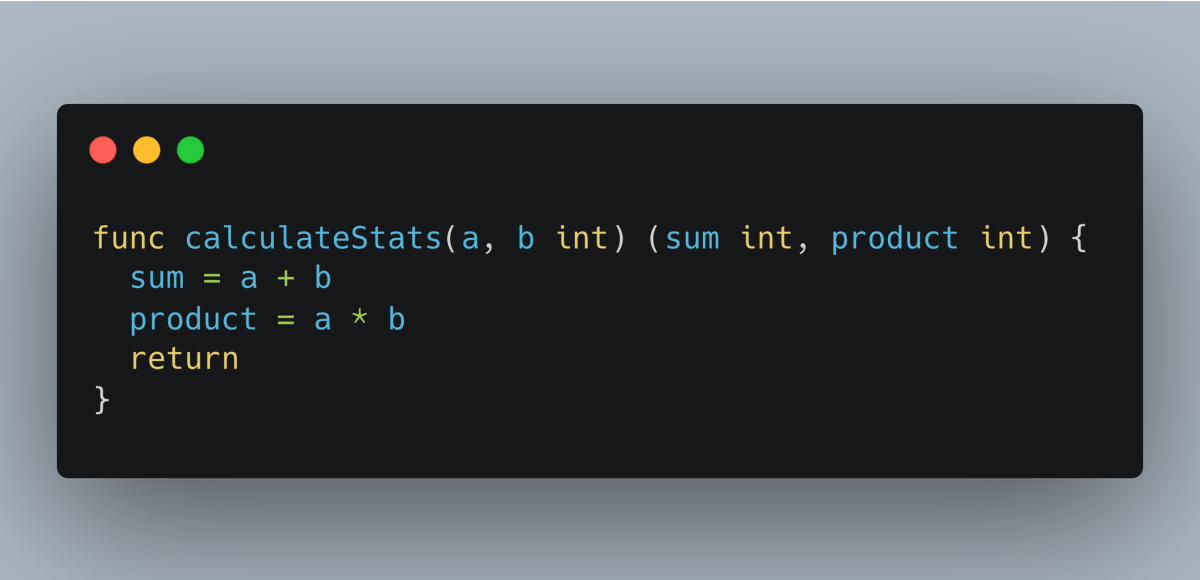 func calculateStats(a, b int) (sum int, product int) {
  sum = a + b
  product = a * b
  return
}